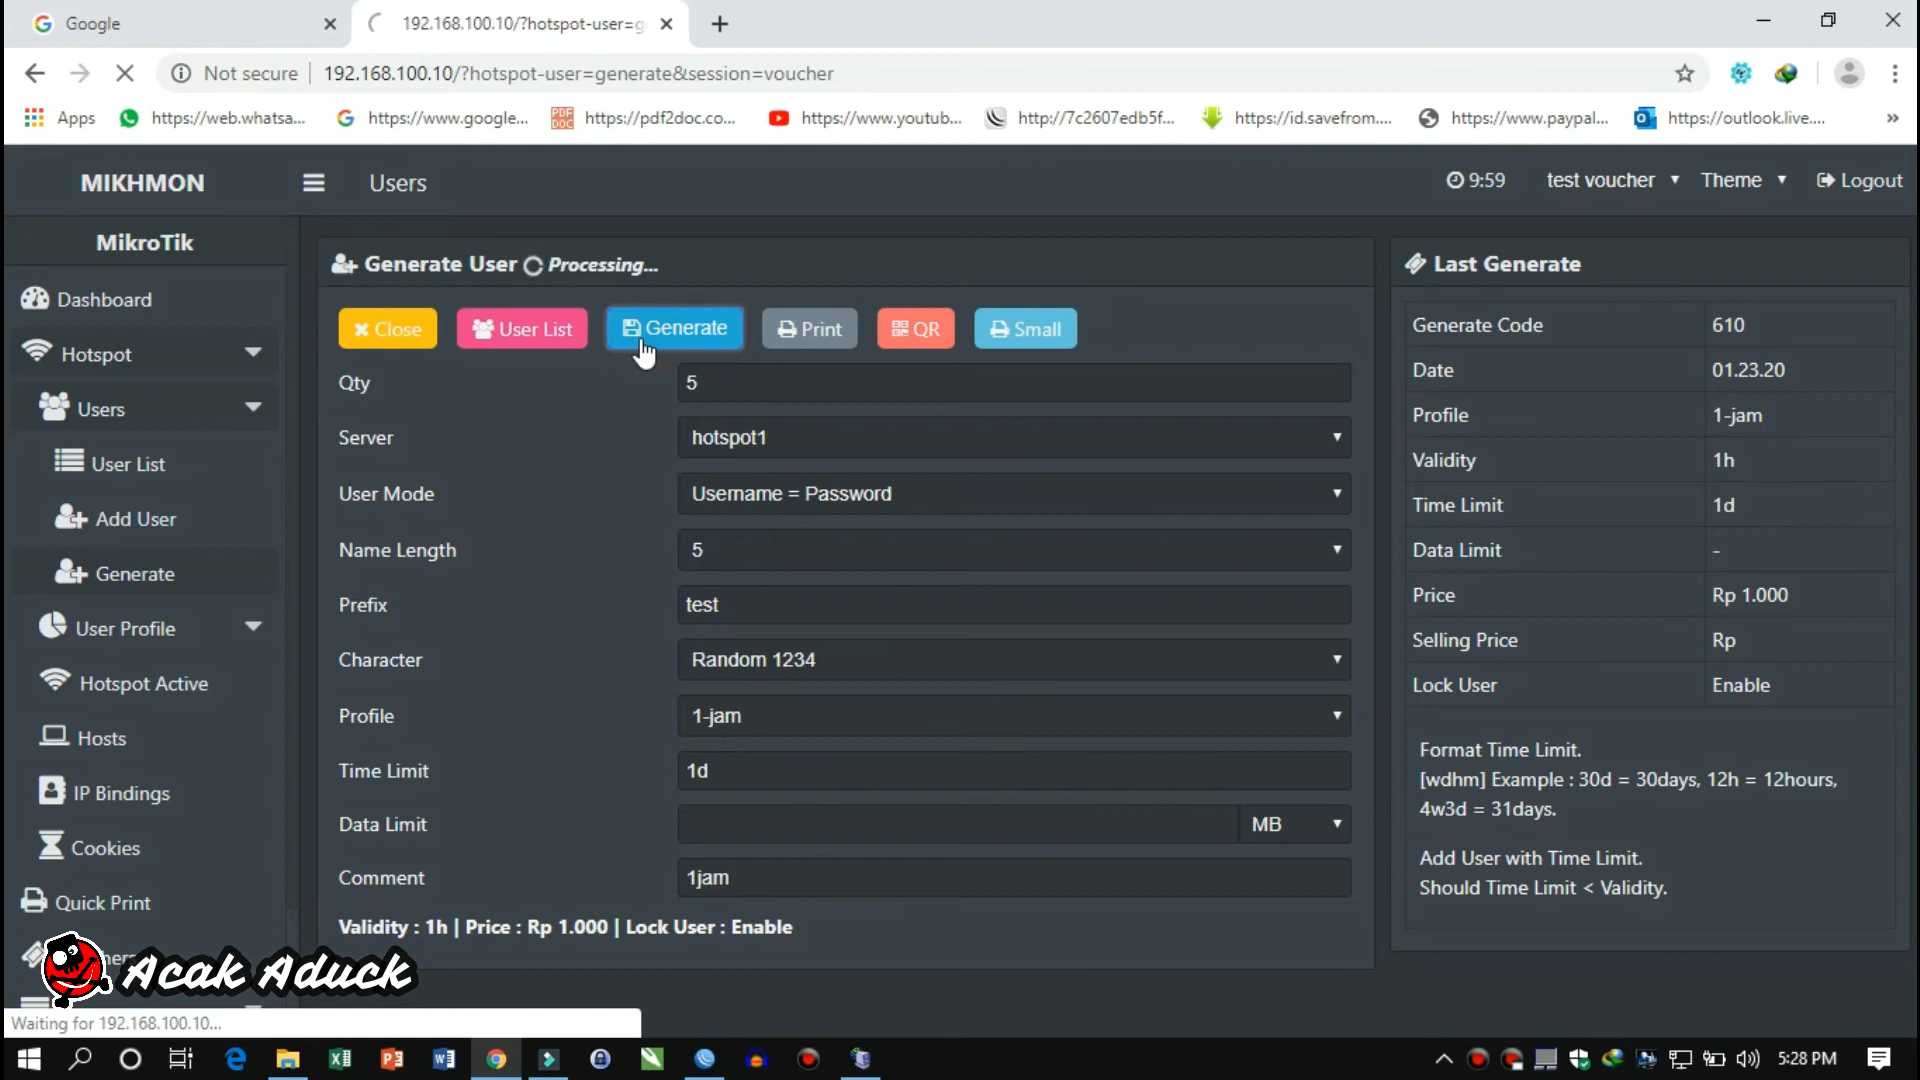 Google
192.168.100.10/?hotspot-user=g
Not secure
192.168.100.10/?hotspot-user=generate&session=voucher
Apps
https://web.whatsa...
https://www.google...
PDF DOC
https://pdf2doc.co...
https://www.youtub...
http://7c2607edb5f...
https://id.savefrom....
https://www.paypal...
https://outlook.live....
»
MIKHMON
Users
9:59
test voucher
Theme
Logout
MikroTik
Dashboard
Hotspot
Users
User List
Add User
Generate
User Profile
Hotspot Active
Hosts
IP Bindings
Cookies
Quick Print
Generate User Processing...
Close
User List
Generate
Print
QR
Small
Qty
5
Server
hotspot1
User Mode
Username = Password
Name Length
5
Prefix
test
Character
Random 1234
Profile
1-jam
Time Limit
1d
Data Limit
MB
Comment
1jam
Validity : 1h | Price : Rp 1.000 | Lock User : Enable
Last Generate
Generate Code
610
Date
01.23.20
Profile
1-jam
Validity
1h
Time Limit
1d
Data Limit
-
Price
Rp 1.000
Selling Price
Rp
Lock User
Enable
Format Time Limit.
[wdhm] Example : 30d = 30days, 12h = 12hours,
4w3d = 31days.
Add User with Time Limit.
Should Time Limit < Validity.
Acak Aduck
Waiting for 192.168.100.10...
5:28 PM